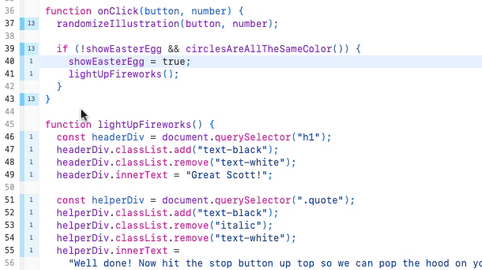 36 function onClick(button, number) {
37 13 randomizeIllustration(button, number);
38
39 13 if (!showEasterEgg && circlesAreAllTheSameColor()) {
40 1 showEasterEgg = true;
41 1 lightUpFireworks();
42 }
43 13 }
44
45 function lightUpFireworks() {
46 1 const headerDiv = document.querySelector("h1");
47 1 headerDiv.classList.add("text-black");
48 1 headerDiv.classList.remove("text-white");
49 1 headerDiv.innerText = "Great Scott!";
50
51 1 const helperDiv = document.querySelector(".quote");
52 1 helperDiv.classList.add("text-black");
53 1 helperDiv.classList.remove("italic");
54 1 helperDiv.classList.remove("text-white");
55 1 helperDiv.innerText =
56 "Well done! Now hit the stop button up top so we can pop the hood on yo